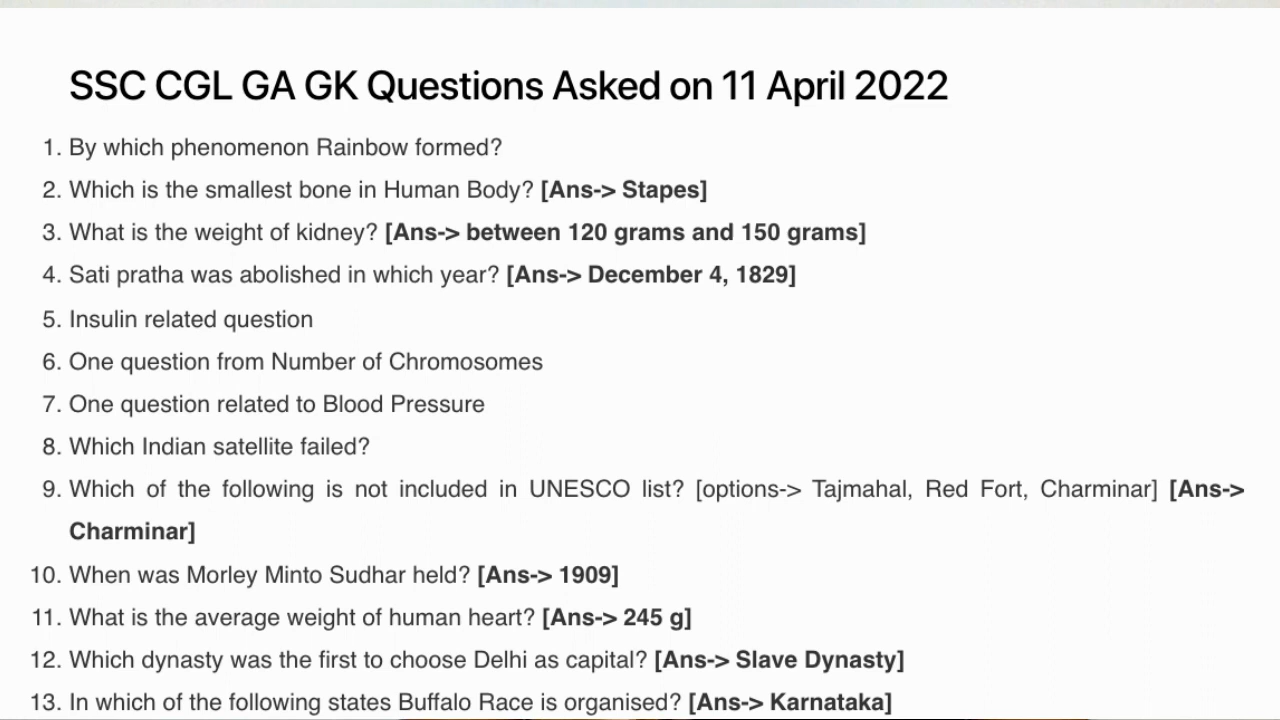 SSC CGL GA GK Questions Asked on 11 April 2022
1. By which phenomenon Rainbow formed?
2. Which is the smallest bone in Human Body? [Ans-> Stapes]
3. What is the weight of kidney? [Ans-> between 120 grams and 150 grams]
4. Sati pratha was abolished in which year? [Ans-> December 4, 1829]
5. Insulin related question
6. One question from Number of Chromosomes
7. One question related to Blood Pressure
8. Which Indian satellite failed?
9. Which of the following is not included in UNESCO list? [options-> Tajmahal, Red Fort, Charminar] [Ans->
Charminar]
10. When was Morley Minto Sudhar held? [Ans-> 1909]
11. What is the average weight of human heart? [Ans-> 245 g]
12. Which dynasty was the first to choose Delhi as capital? [Ans-> Slave Dynasty]
13. In which of the following states Buffalo Race is organised? [Ans-> Karnataka]